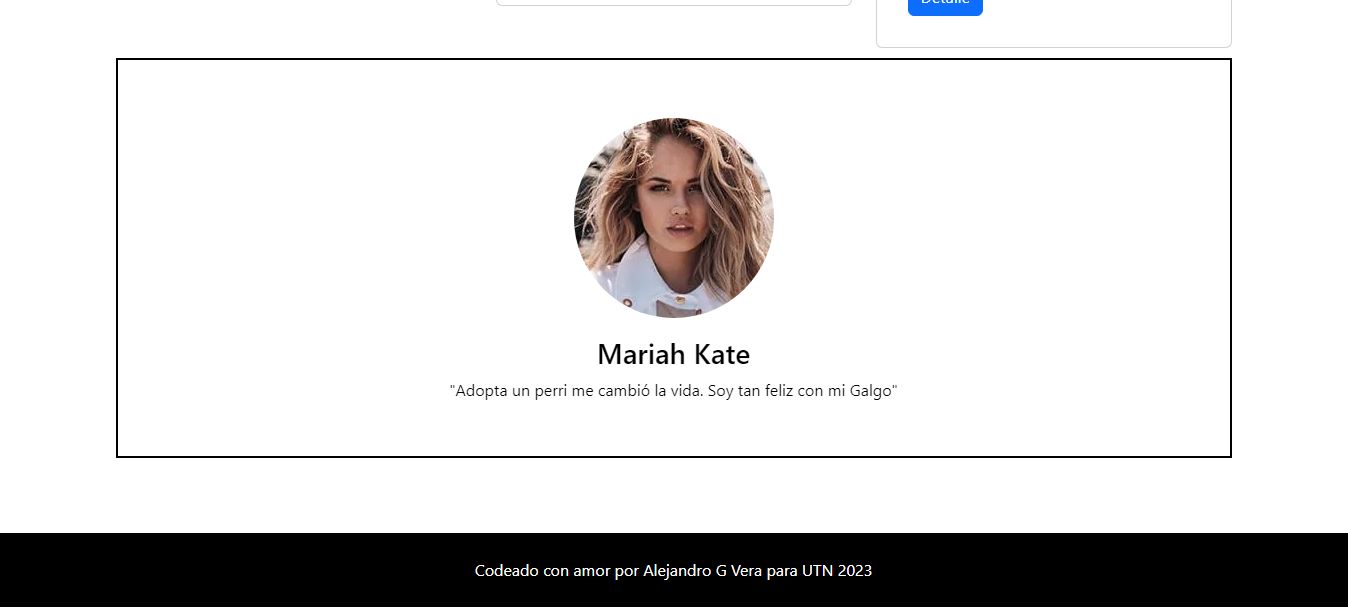 Detalle
Mariah Kate
"Adopta un perri me cambió la vida. Soy tan feliz con mi Galgo"
Codeado con amor por Alejandro G Vera para UTN 2023